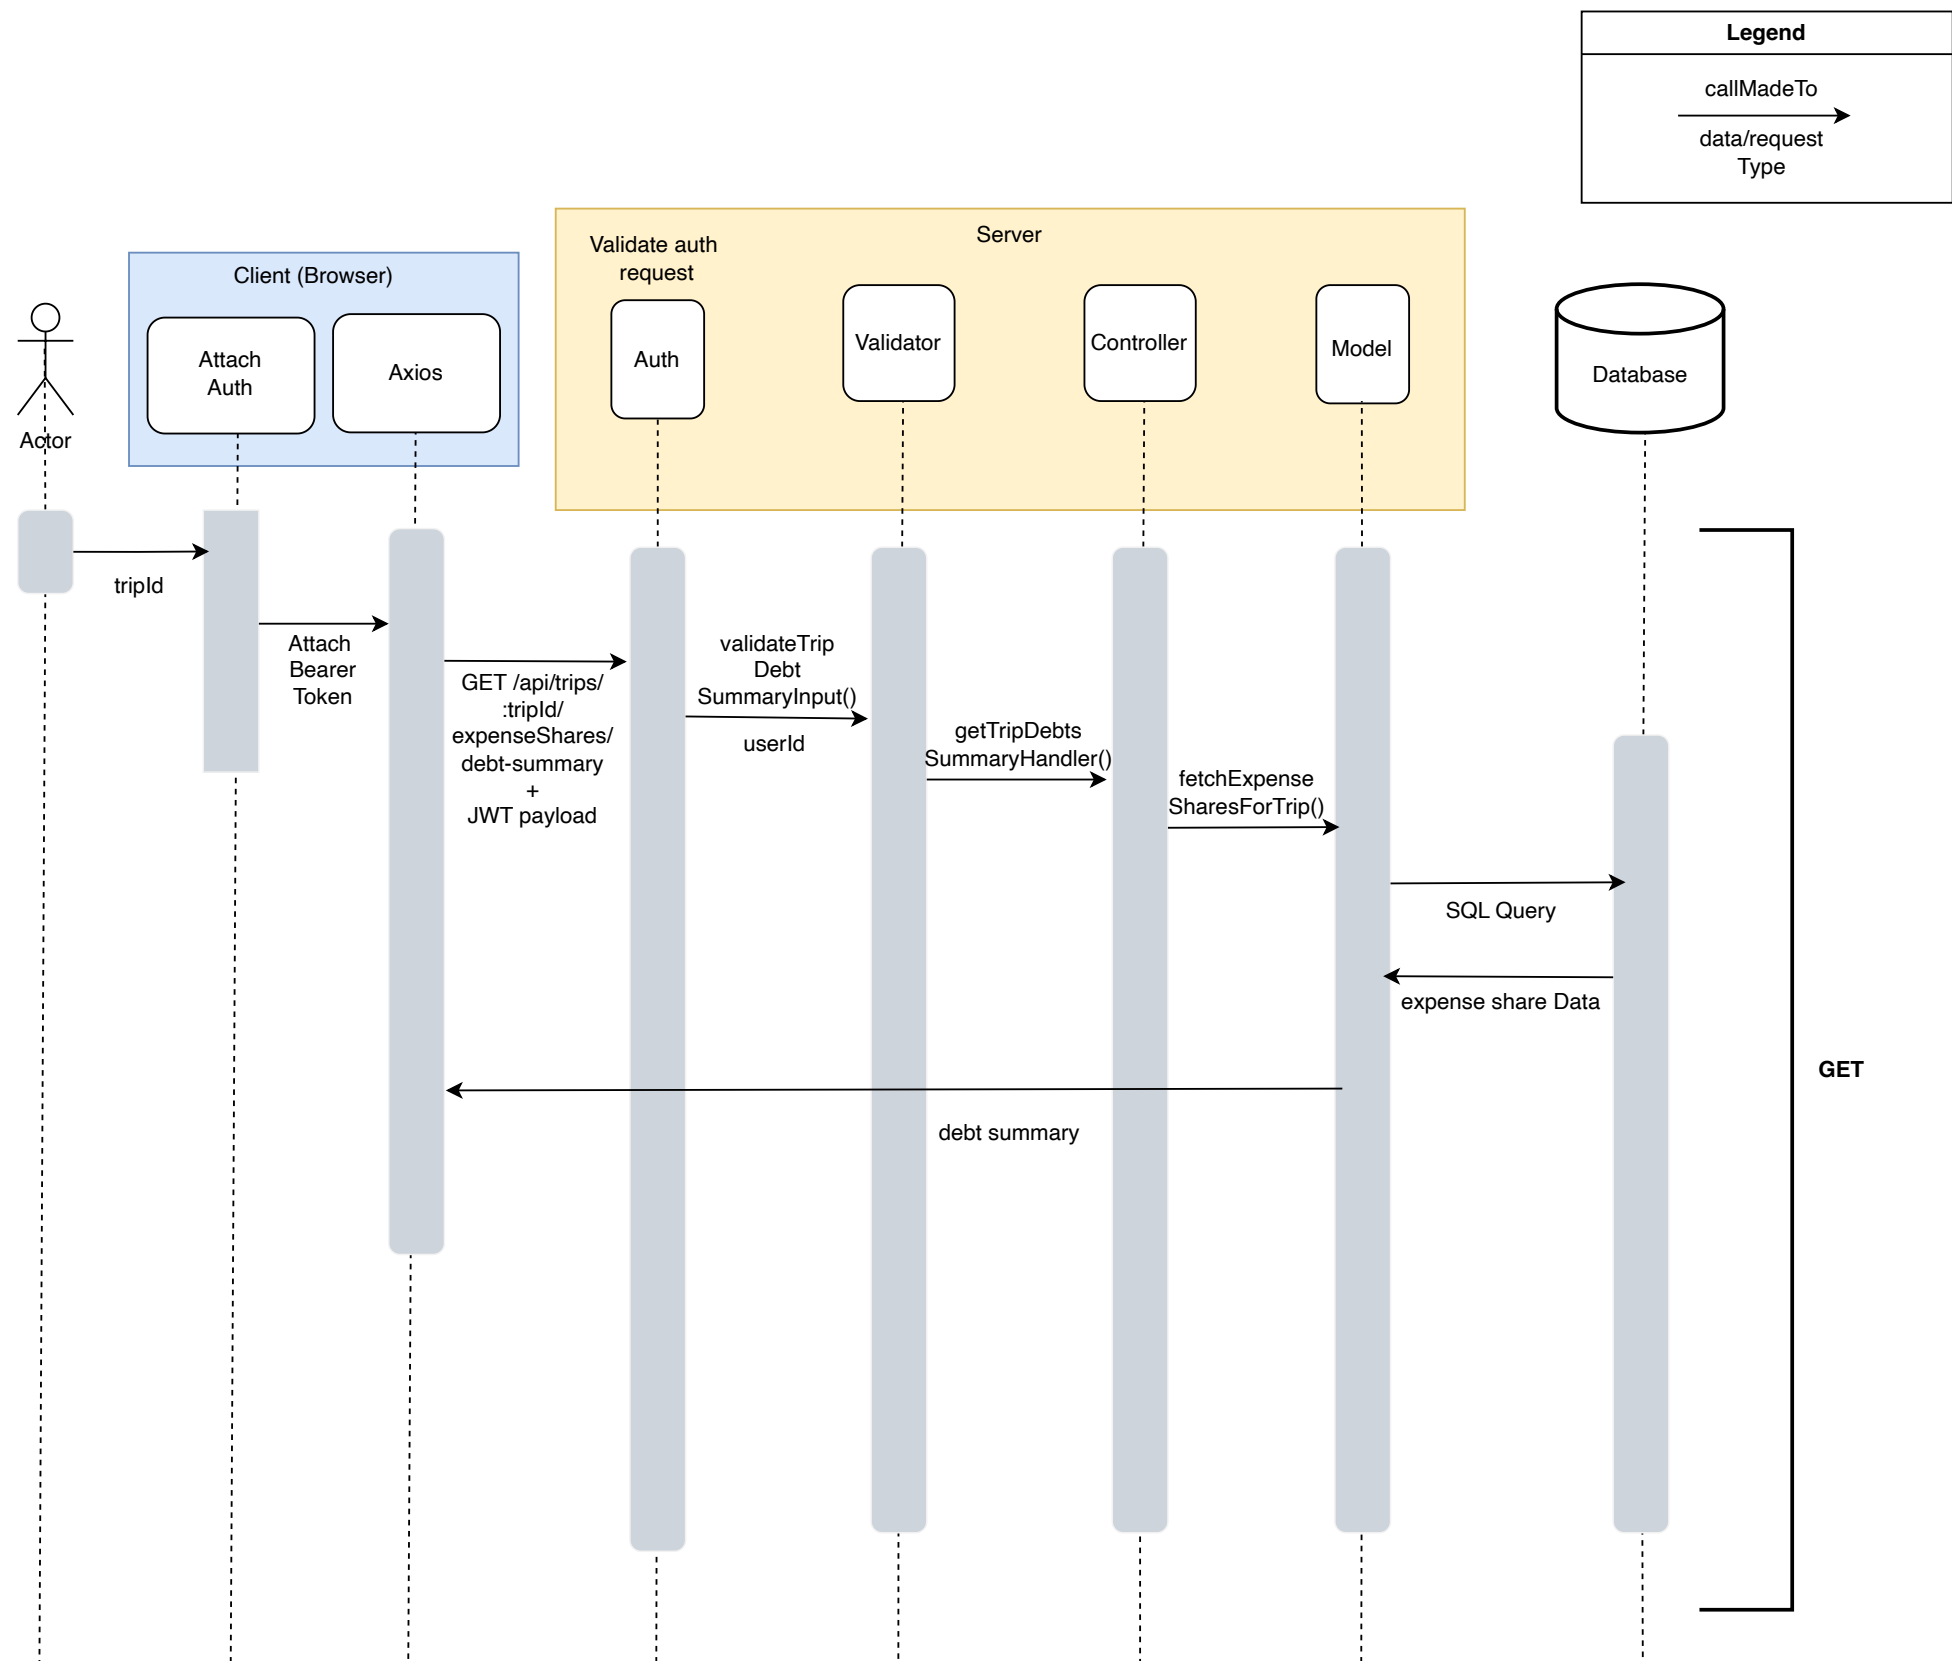 Legend
callMadeTo
data/request
Type
Server
Validate auth
request
Client (Browser)
Attach
Auth
Axios
Auth
Validator
Controller
Model
Database
Actor
tripId
Attach
Bearer
Token
GET /api/trips/
:tripId/
expenseShares/
debt-summary
+
JWT payload
validateTrip
Debt
SummaryInput()
userId
getTripDebts
SummaryHandler()
fetchExpense
SharesForTrip()
SQL Query
expense share Data
GET
debt summary